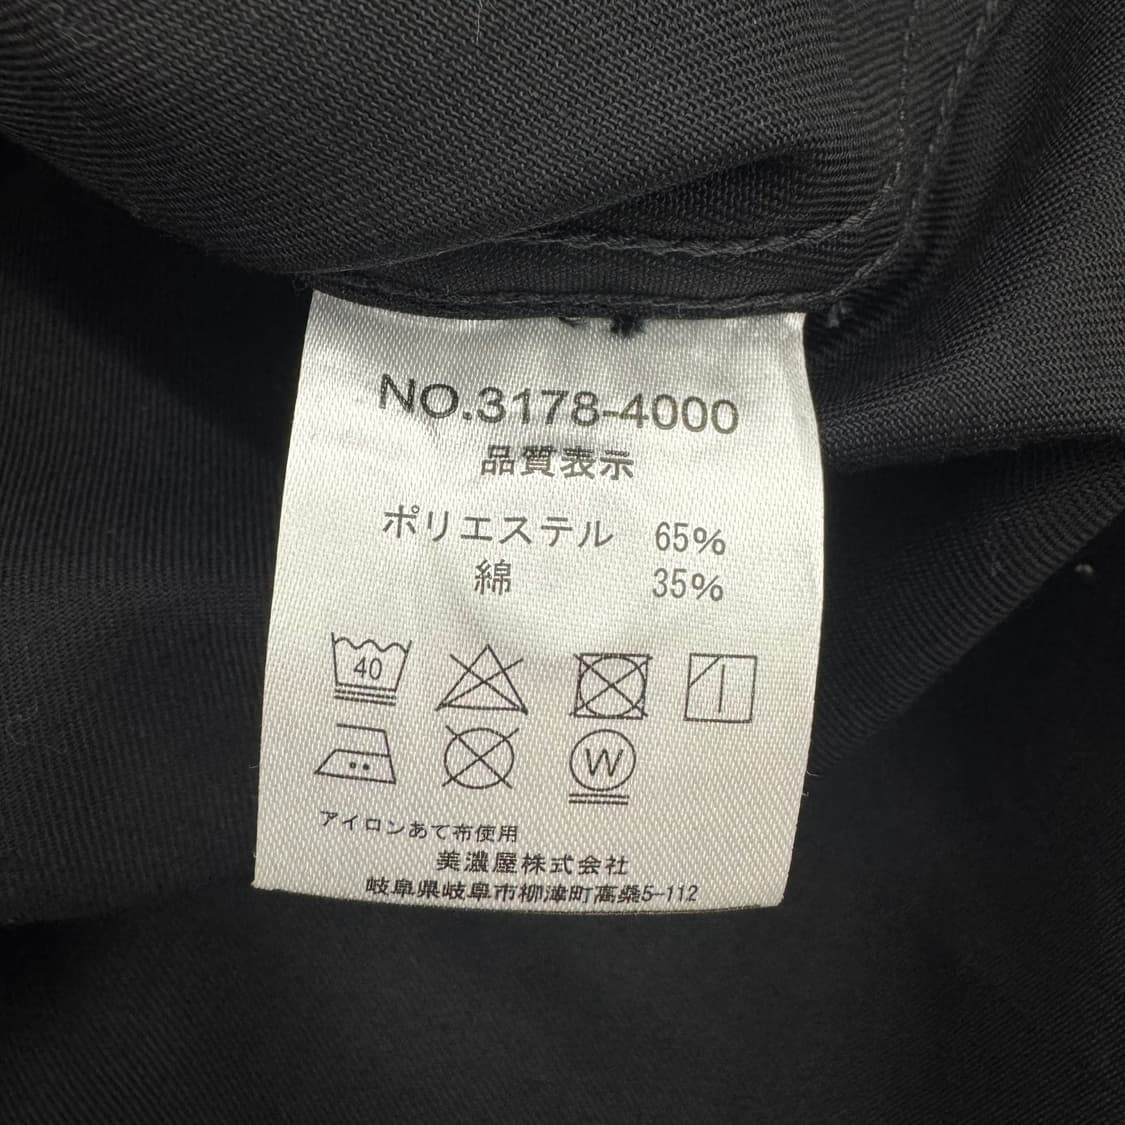 NO.3178-4000
品質表示
ポリエステル 65%
綿 35%
40
W
アイロンあて布使用
美濃屋株式会社
岐阜県岐阜市柳津町高桑5-112